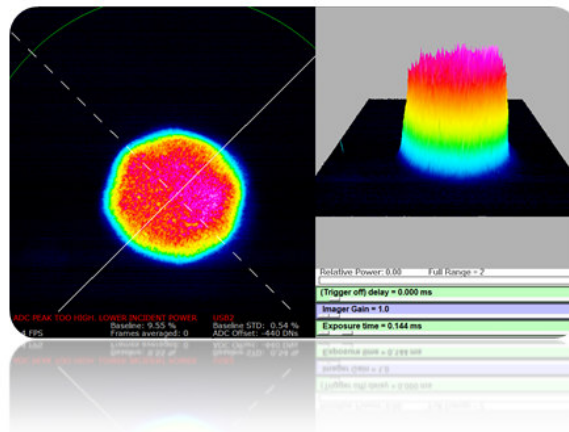 Relative Power: 0.00 Full Range = 2
(Trigger off) delay = 0.000 ms
Imager Gain = 1.0
Exposure time = 0.144 ms
ADC PEAK TOO HIGH. LOWER INCIDENT POWER USB2
Baseline: 9.55 % Baseline STD: 0.54 %
4 FPS Frames averaged: 0 ADC Offset: -440 DNs